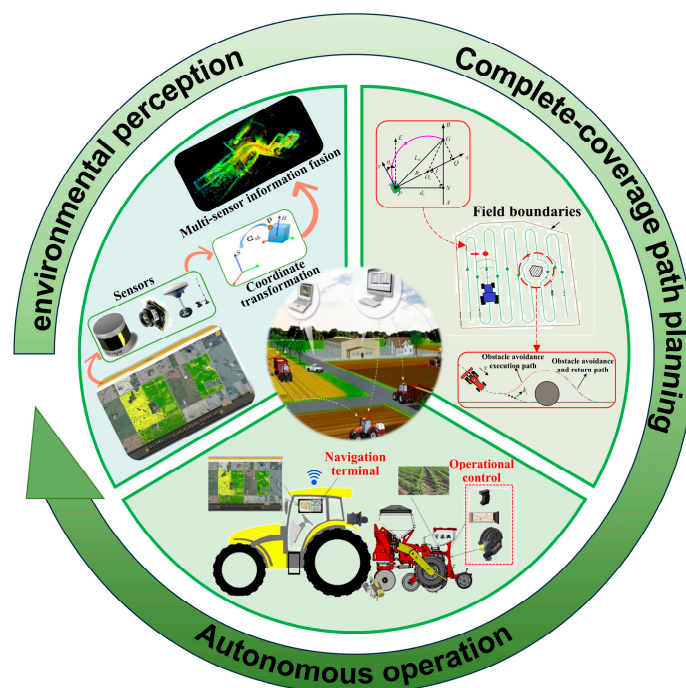 environmental perception
Complete-coverage path planning
Autonomous operation
Multi-sensor information fusion
Coordinate
transformation
Sensors
Field boundaries
Obstacle avoidance
execution path
Obstacle avoidance
and return path
Navigation
terminal
Operational
control
B
E
G
x
Q
N
A
P